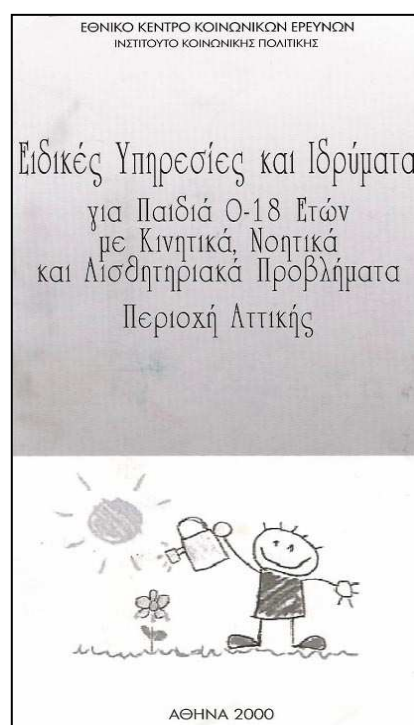 ΕΘΝΙΚΟ ΚΕΝΤΡΟ ΚΟΙΝΩΝΙΚΩΝ ΕΡΕΥΝΩΝ
ΙΝΣΤΙΤΟΥΤΟ ΚΟΙΝΩΝΙΚΗΣ ΠΟΛΙΤΙΚΗΣ
Ειδικές Υπηρεσίες και Ιδρύματα
για Παιδιά 0-18 Ετών
με Κινητικά, Νοητικά
και Αισθητηριακά Προβλήματα
Περιοχή Αττικής
ΑΘΗΝΑ 2000